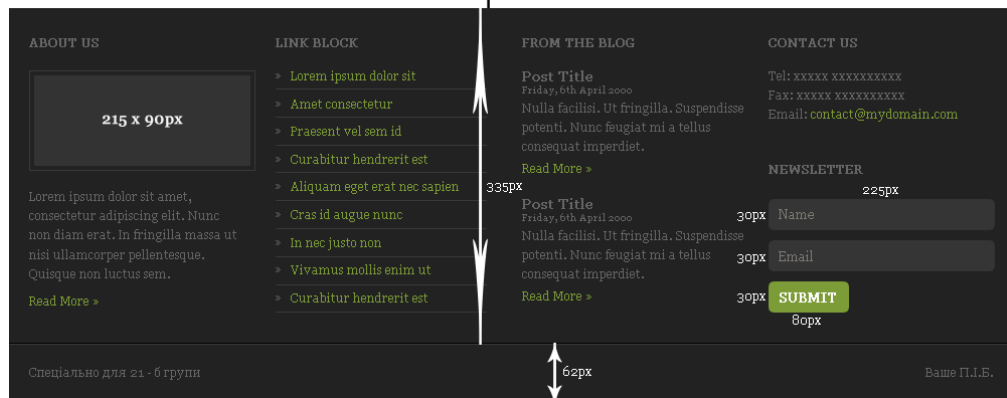 ABOUT US
215 x 90px
Lorem ipsum dolor sit amet,
consectetur adipiscing elit. Nunc
non diam erat. In fringilla massa ut
nisi ullamcorper pellentesque.
Quisque non luctus sem.
Read More »
LINK BLOCK
» Lorem ipsum dolor sit
» Amet consectetur
» Praesent vel sem id
» Curabitur hendrerit est
» Aliquam eget erat nec sapien
» Cras id augue nunc
» In nec justo non
» Vivamus mollis enim ut
» Curabitur hendrerit est
335px
FROM THE BLOG
Post Title
Friday, 6th April 2000
Nulla facilisi. Ut fringilla. Suspendisse
potenti. Nunc feugiat mi a tellus
consequat imperdiet.
Read More »
Post Title
Friday, 6th April 2000
Nulla facilisi. Ut fringilla. Suspendisse
potenti. Nunc feugiat mi a tellus
consequat imperdiet.
Read More »
CONTACT US
Tel: xxxxx xxxxxxxxxx
Fax: xxxxx xxxxxxxxxx
Email: contact@mydomain.com
NEWSLETTER
225px
30px Name
30px Email
30px SUBMIT
80px
62px
Спеціально для 21 - б групи
Ваше П.І.Б.